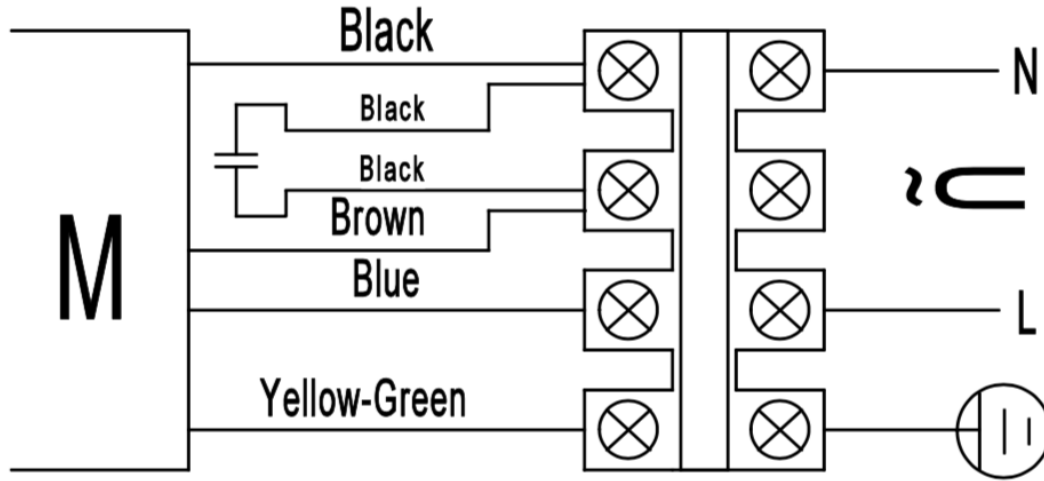 Black
N
Black
Black
U~
Brown
M
Blue
L
Yellow-Green